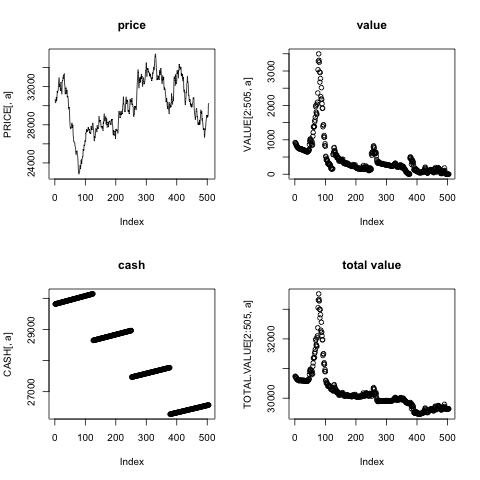 price
PRICE[, a]
24000
28000
32000
0
100
200
300
400
500
Index
value
VALUE[2:505, a]
0
1000
2000
3000
0
100
200
300
400
500
Index
cash
CASH[, a]
27000
29000
0
100
200
300
400
500
Index
total value
TOTAL.VALUE[2:505, a]
30000
32000
0
100
200
300
400
500
Index